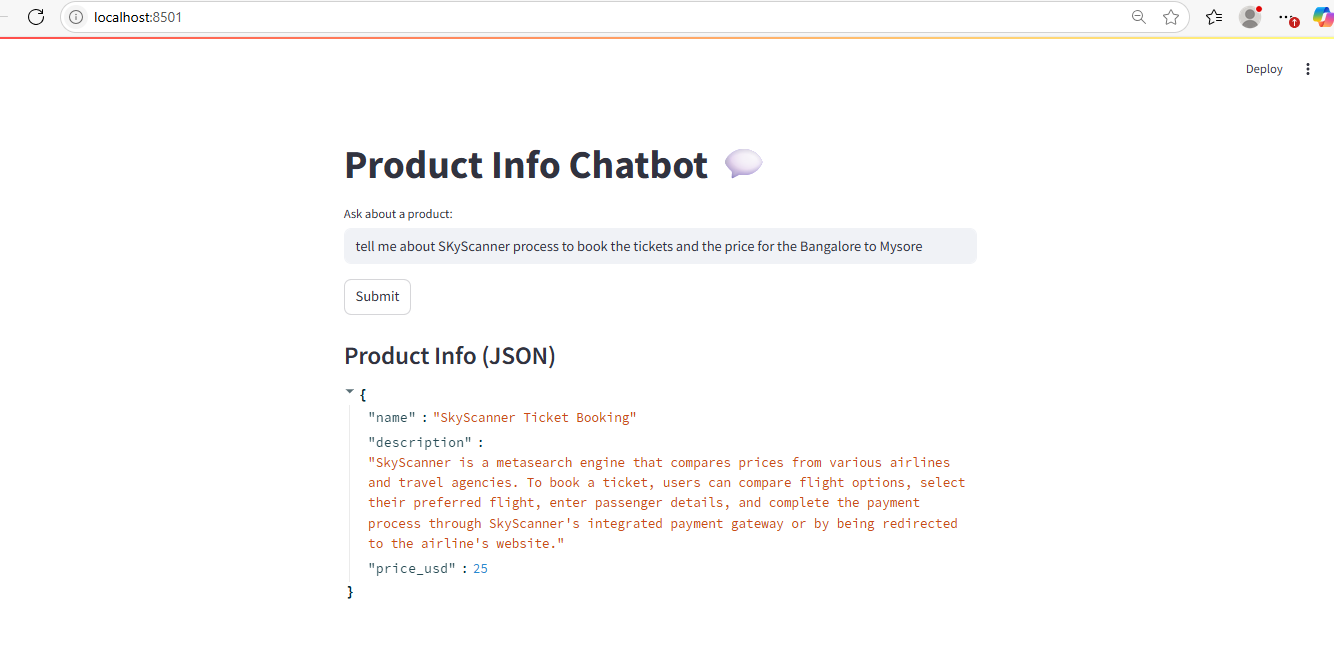 localhost:8501
Deploy
Product Info Chatbot
Ask about a product:
tell me about SKyScanner process to book the tickets and the price for the Bangalore to Mysore
Submit
Product Info (JSON)
{
"name" : "SkyScanner Ticket Booking"
"description" :
"SkyScanner is a metasearch engine that compares prices from various airlines
and travel agencies. To book a ticket, users can compare flight options, select
their preferred flight, enter passenger details, and complete the payment
process through SkyScanner's integrated payment gateway or by being redirected
to the airline's website."
"price_usd" : 25
}